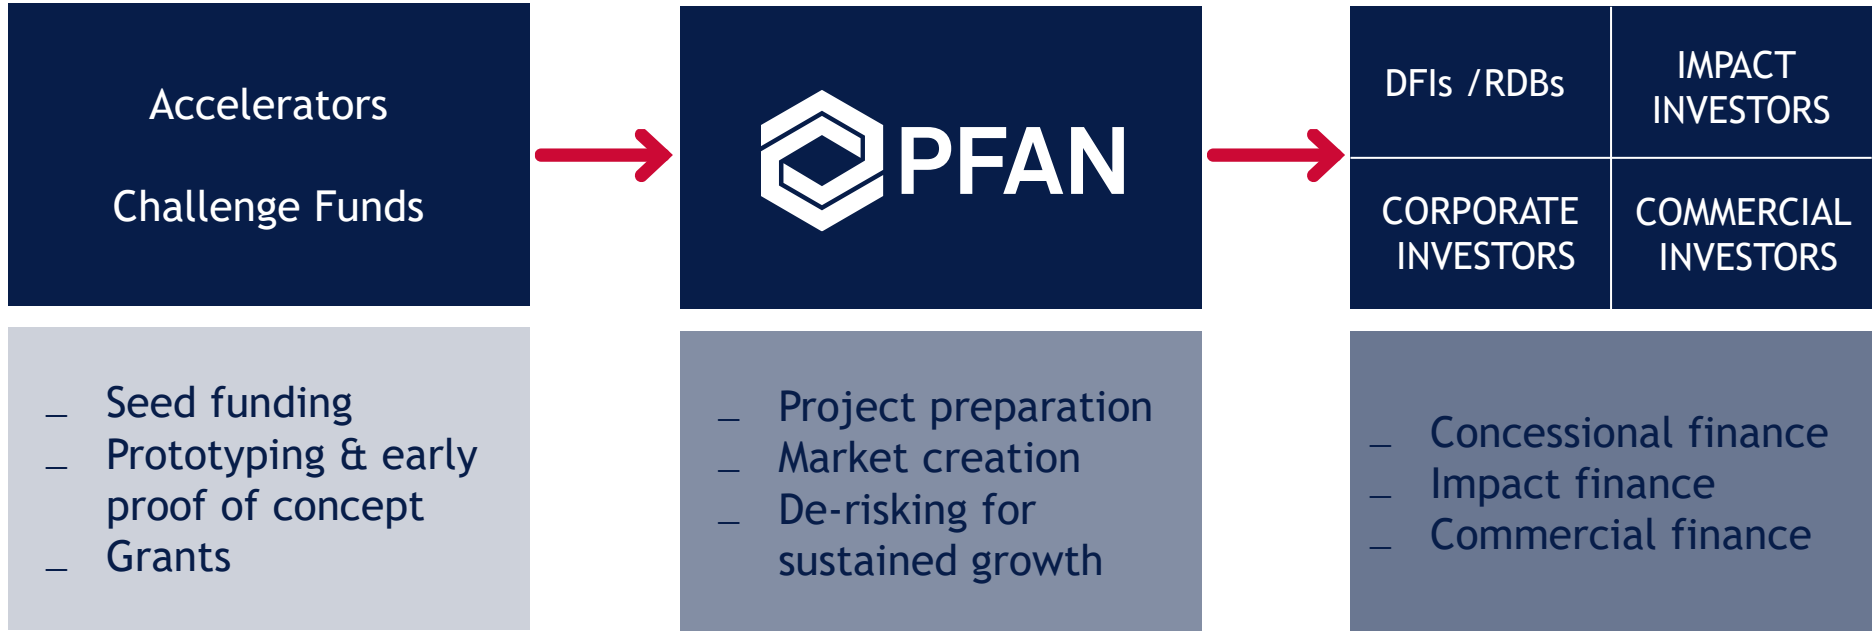 Accelerators
Challenge Funds
PFAN
DFIs /RDBs
IMPACT
INVESTORS
CORPORATE
INVESTORS
COMMERCIAL
INVESTORS
_ Seed funding
_ Prototyping & early
proof of concept
_ Grants
_ Project preparation
_ Market creation
_ De-risking for
sustained growth
_ Concessional finance
_ Impact finance
_ Commercial finance